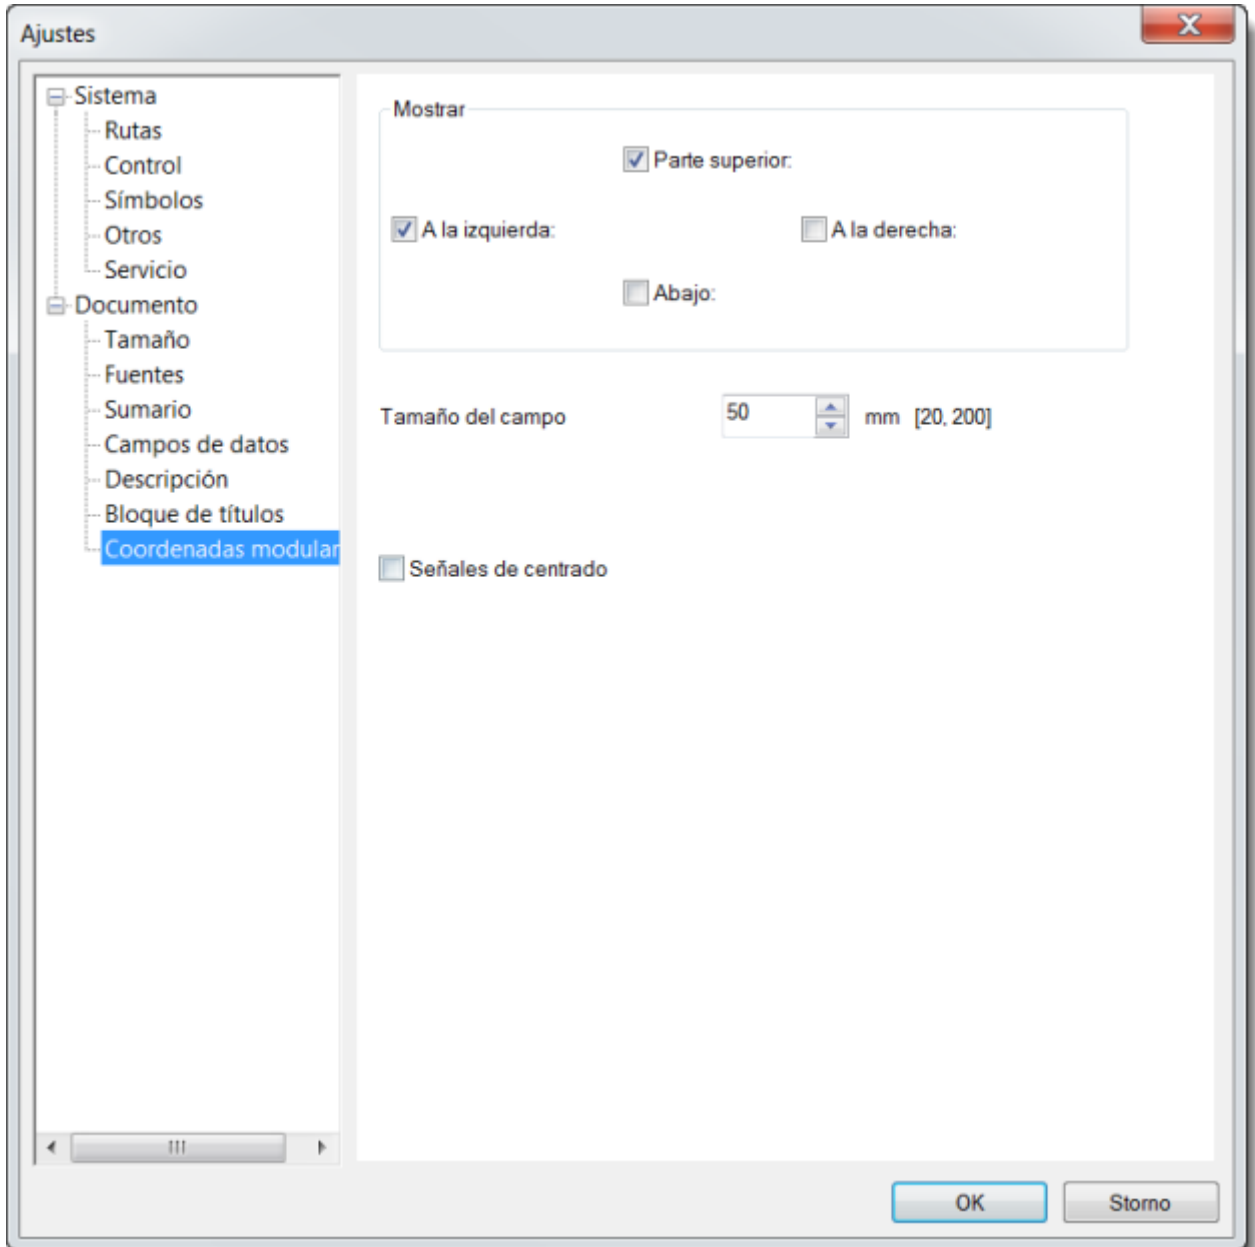 Ajustes
Sistema
Rutas
Control
Símbolos
Otros
Servicio
Documento
Tamaño
Fuentes
Sumario
Campos de datos
Descripción
Bloque de títulos
Coordenadas modular
Mostrar
Parte superior:
A la izquierda:
A la derecha:
Abajo:
Tamaño del campo 50 mm [20, 200]
Señales de centrado
OK
Storno